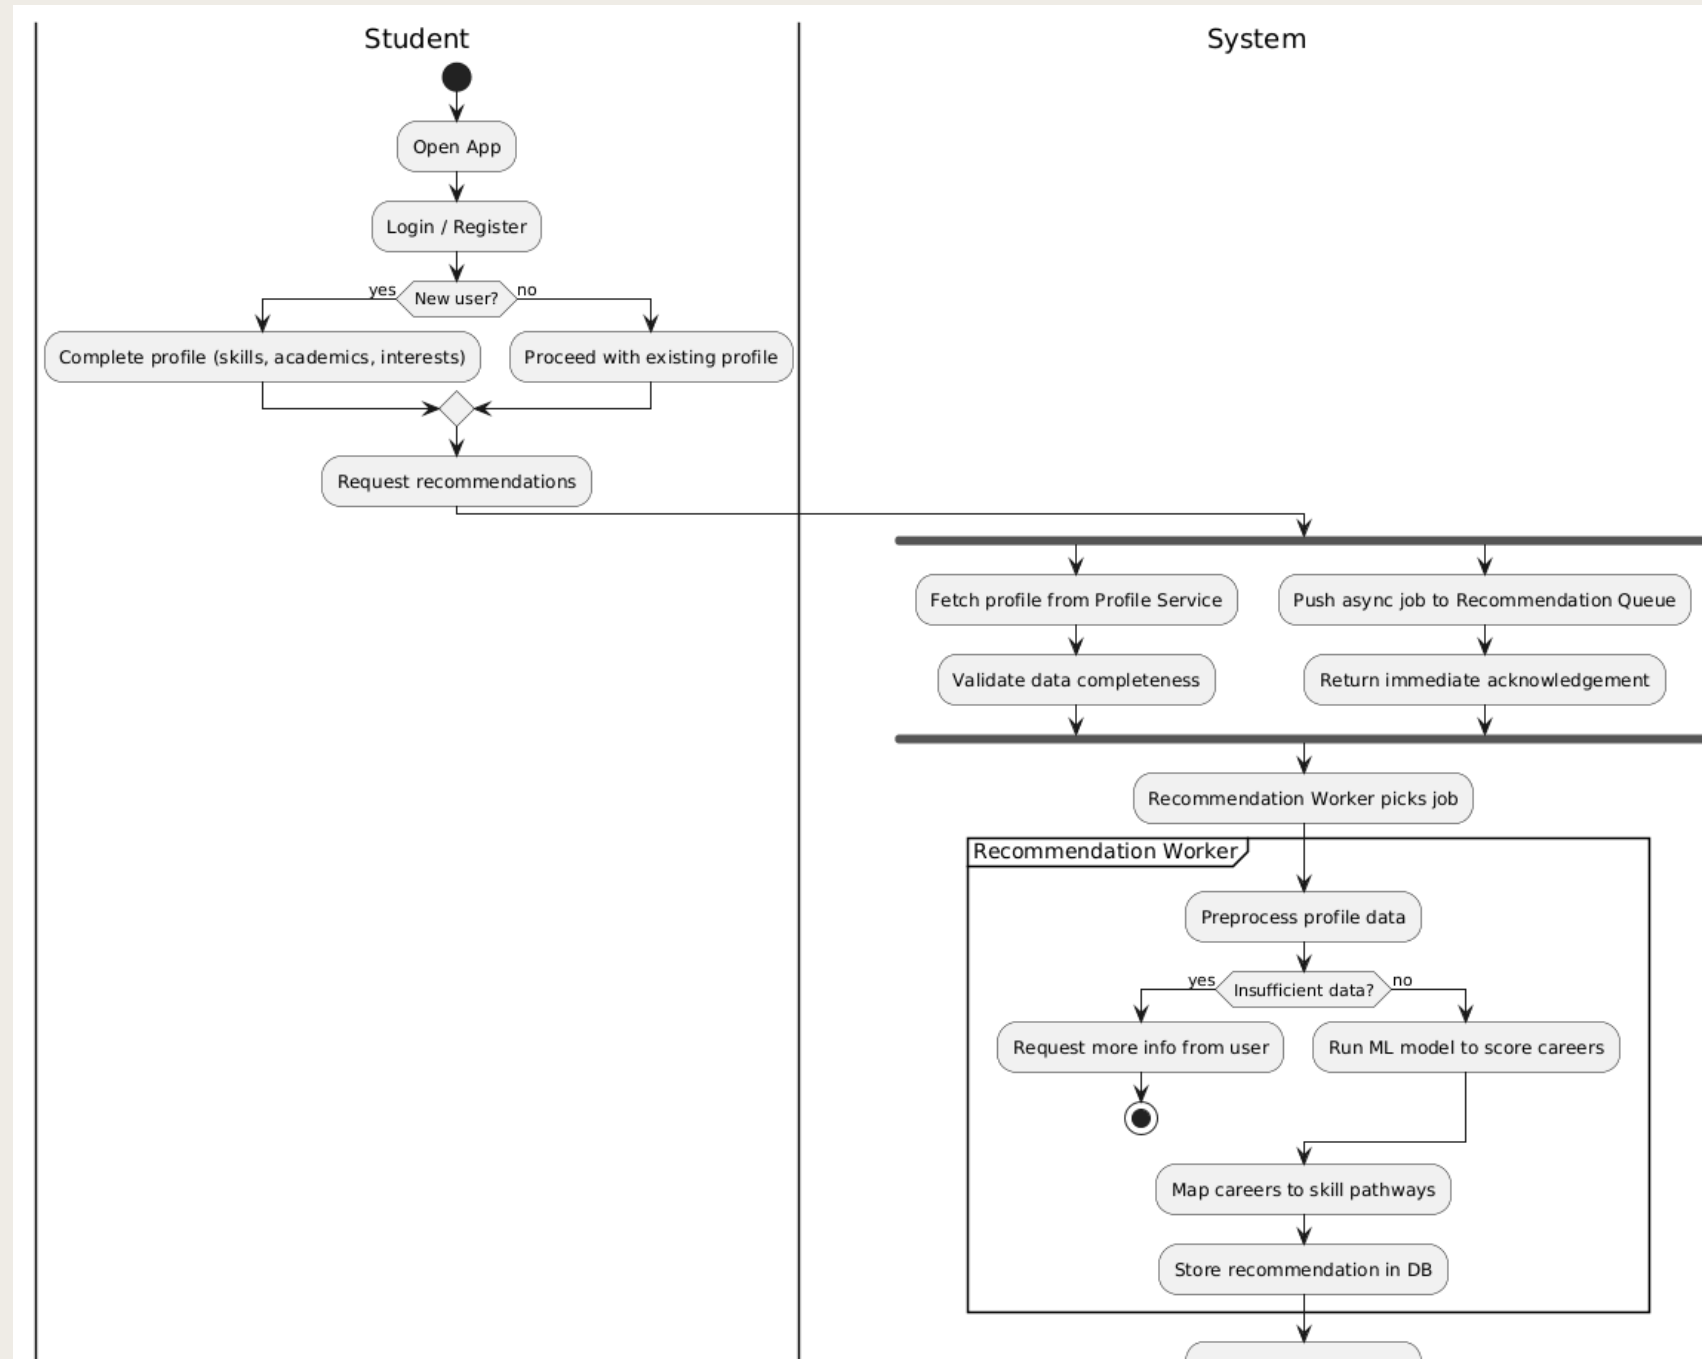 Student
System
Open App
Login / Register
yes
New user?
no
Complete profile (skills, academics, interests)
Proceed with existing profile
Request recommendations
Fetch profile from Profile Service
Push async job to Recommendation Queue
Validate data completeness
Return immediate acknowledgement
Recommendation Worker picks job
Recommendation Worker
Preprocess profile data
yes
Insufficient data?
no
Request more info from user
Run ML model to score careers
Map careers to skill pathways
Store recommendation in DB